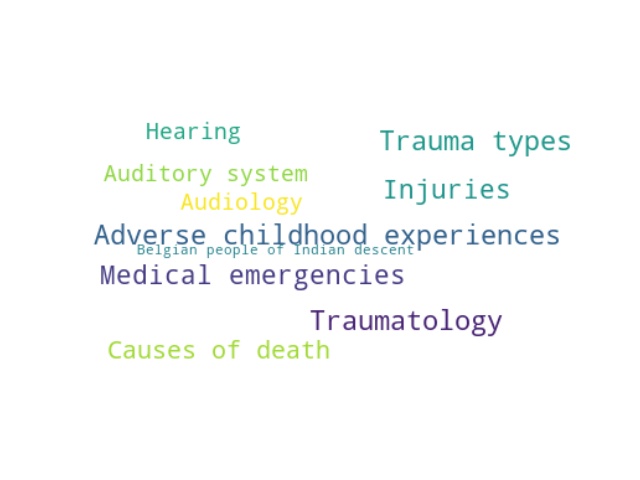 Hearing
Trauma types
Auditory system
Injuries
Audiology
Adverse childhood experiences
Belgian people of Indian descent
Medical emergencies
Traumatology
Causes of death